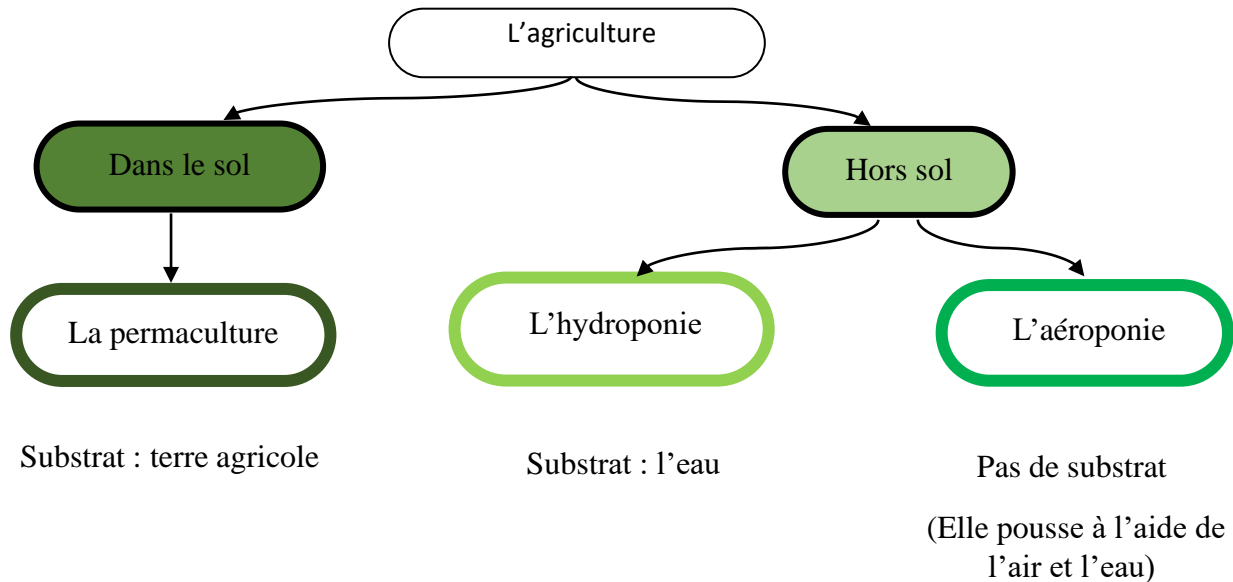 L’agriculture
Dans le sol
Hors sol
La permaculture
L’hydroponie
L’aéroponie
Substrat : terre agricole
Substrat : l’eau
Pas de substrat
(Elle pousse à l’aide de
l’air et l’eau)